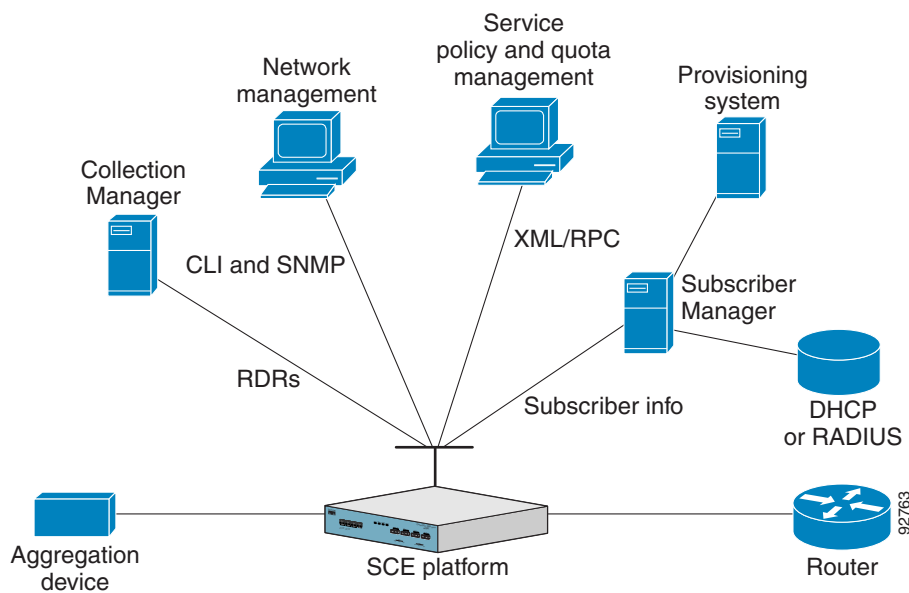 Service
policy and quota
management
Network
management
Provisioning
system
Collection
Manager
XML/RPC
CLI and SNMP
Subscriber
Manager
RDRs
Subscriber info
DHCP
or RADIUS
Aggregation
device
SCE platform
Router
92763